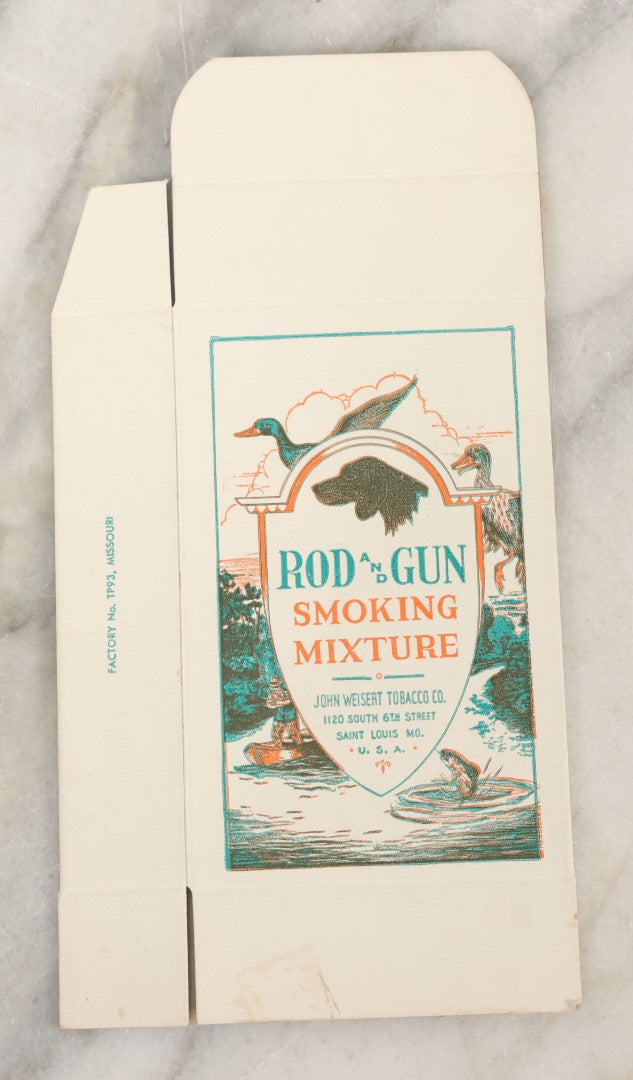 FACTORY No. TP93, MISSOURI
ROD AND GUN
SMOKING
MIXTURE
JOHN WEISERT TOBACCO CO.
1120 SOUTH 6TH STREET
SAINT LOUIS MO.
• U. S. A. •